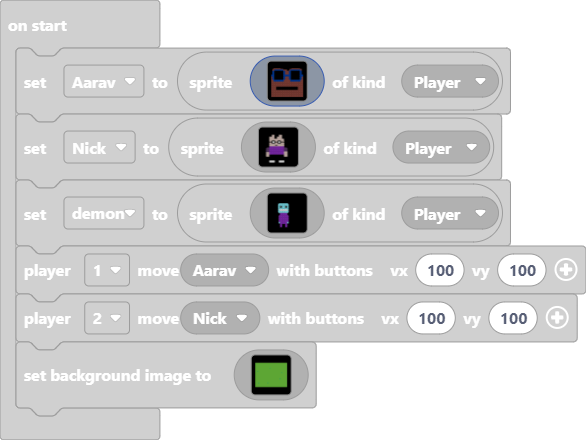 on start
set Aarav to sprite of kind Player
set Nick to sprite of kind Player
set demon to sprite of kind Player
player 1 move Aarav with buttons vx 100 vy 100
player 2 move Nick with buttons vx 100 vy 100
set background image to